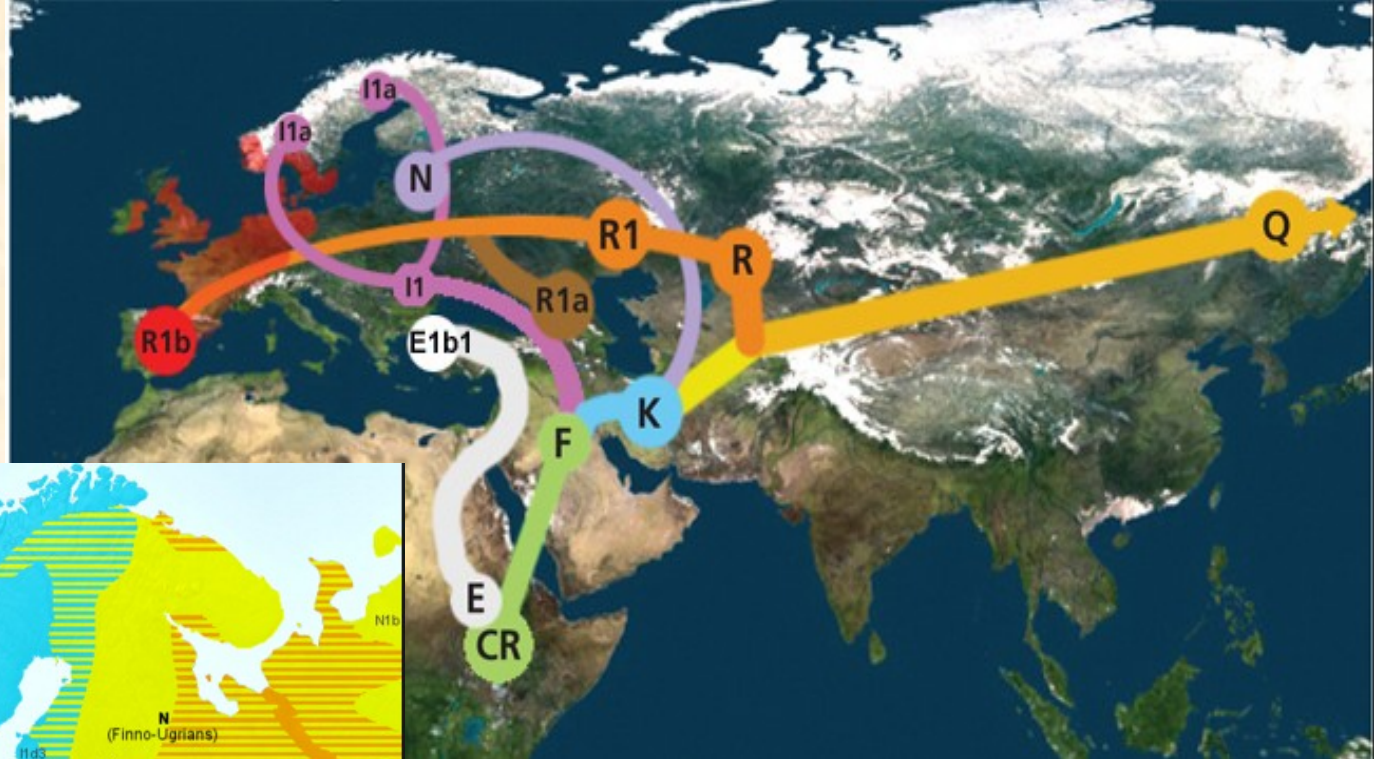 I1a
I1a
N
R1
R
Q
I1
R1a
R1b
E1b1
K
F
E
CR
N1b
N
(Finno-Ugrians)
I1d3